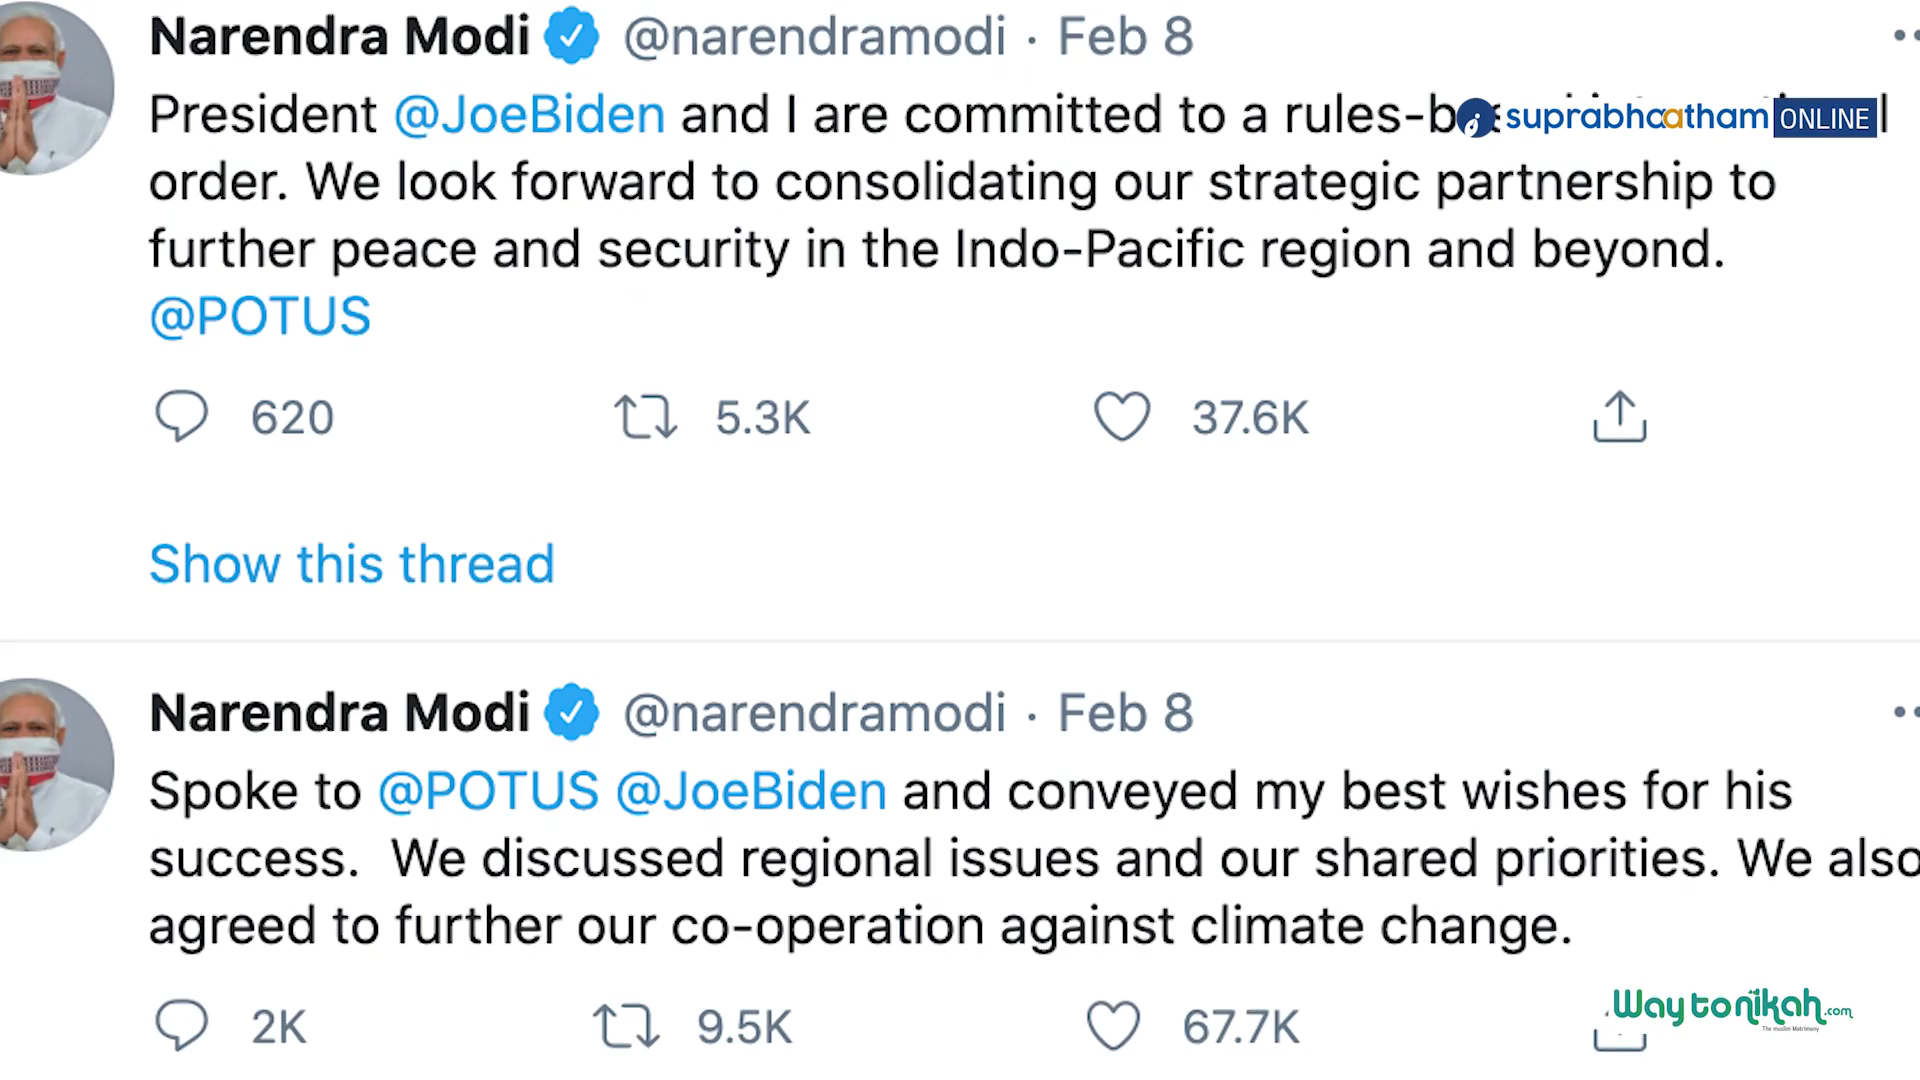 Narendra Modi @narendramodi · Feb 8
President @JoeBiden and I are committed to a rules-b
suprabhaatham ONLINE
order. We look forward to consolidating our strategic partnership to
further peace and security in the Indo-Pacific region and beyond.
@POTUS
620 5.3K 37.6K
Show this thread
Narendra Modi @narendramodi · Feb 8
Spoke to @POTUS @JoeBiden and conveyed my best wishes for his
success. We discussed regional issues and our shared priorities. We also
agreed to further our co-operation against climate change.
2K 9.5K 67.7K
Way to nikah.com
The muslim Matrimony